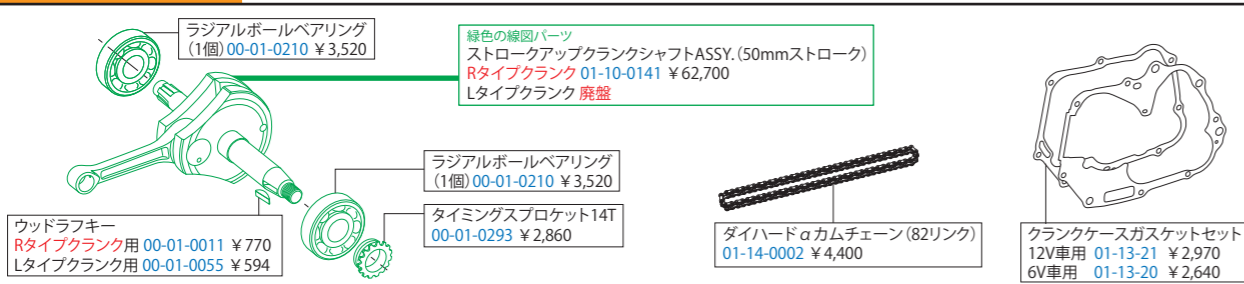 ラジアルボールベアリング
(1個) 00-01-0210 ¥3,520
緑色の線図パーツ
ストロークアップクランクシャフトASSY.(50mmストローク)
Rタイプクランク 01-10-0141 ¥62,700
Lタイプクランク 廃盤
ラジアルボールベアリング
(1個) 00-01-0210 ¥3,520
タイミングスプロケット14T
00-01-0293 ¥2,860
ウッドラフキー
Rタイプクランク用 00-01-0011 ¥770
Lタイプクランク用 00-01-0055 ¥594
ダイハードαカムチェーン(82リンク)
01-14-0002 ¥4,400
クランクケースガスケットセット
12V車用 01-13-21 ¥2,970
6V車用 01-13-20 ¥2,640